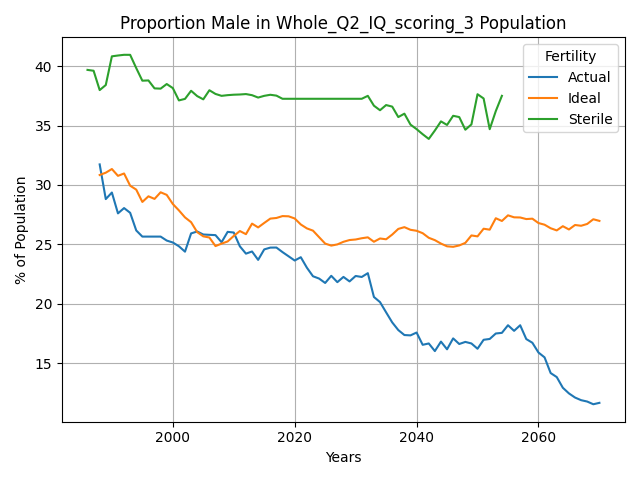 Proportion Male in Whole_Q2_IQ_scoring_3 Population
Fertility
Actual
Ideal
Sterile
% of Population
40
35
30
25
20
15
2000
2020
2040
2060
Years